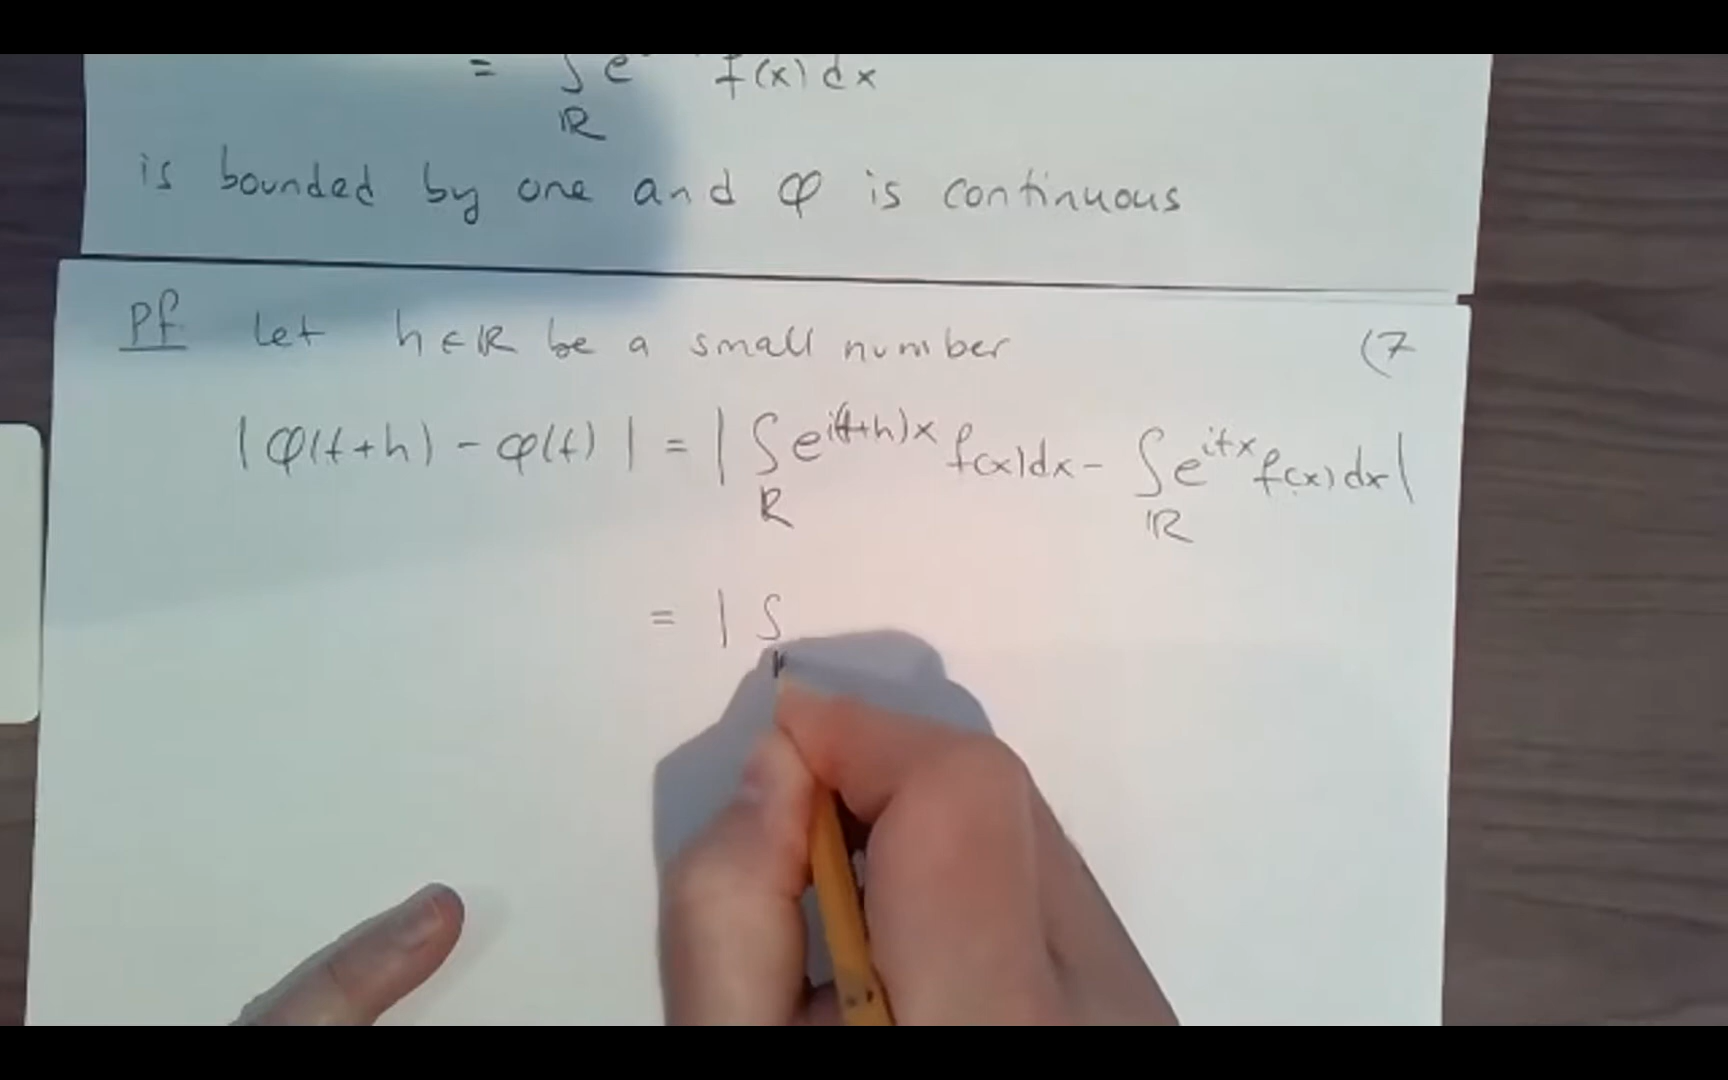 = ∫ e f(x) dx
ℝ
is bounded by one and φ is continuous
Pf Let h ∈ ℝ be a small number (7
| φ(t+h) - φ(t) | = | ∫ e^{i(t+h)x} f(x)dx - ∫ e^{itx} f(x) dx |
ℝ ℝ
= | ∫